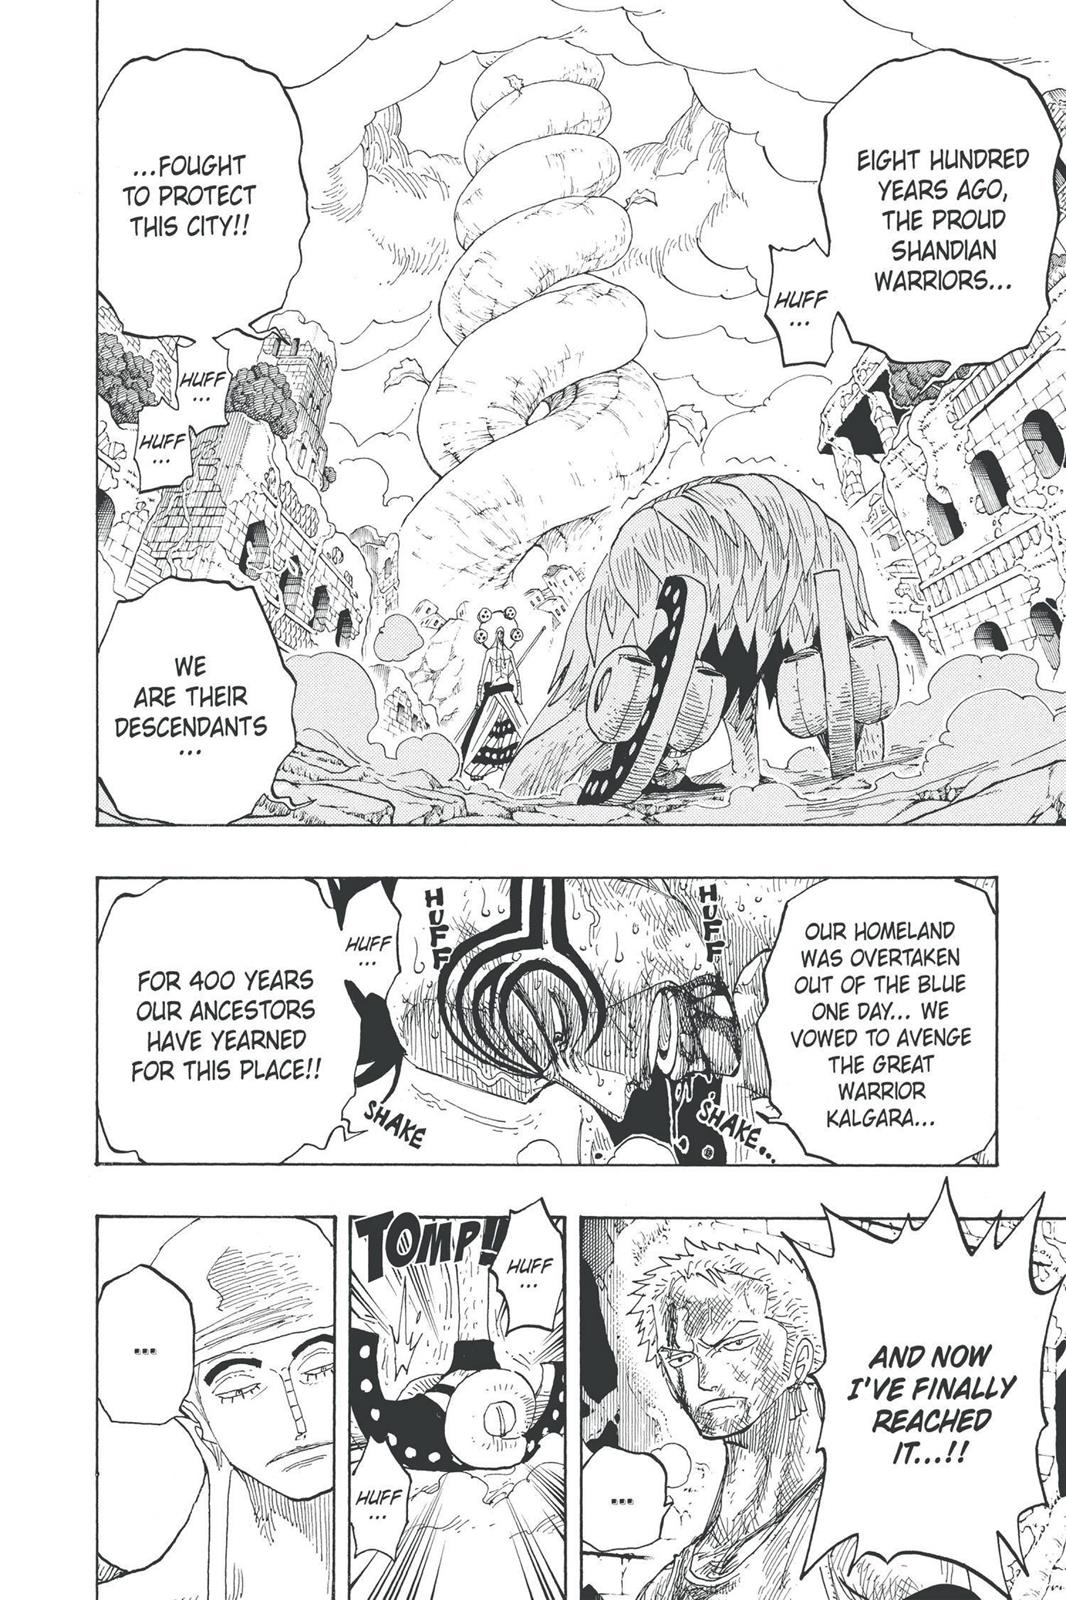 EIGHT HUNDRED
YEARS AGO,
THE PROUD
SHANDIAN
WARRIORS...
HUFF
...
...FOUGHT
TO PROTECT
THIS CITY!!
HUFF
...
HUFF
...
WE
ARE THEIR
DESCENDANTS
...
OUR HOMELAND
WAS OVERTAKEN
OUT OF THE BLUE
ONE DAY... WE
VOWED TO AVENGE
THE GREAT
WARRIOR
KALGARA...
HUFF
HUFF
SHAKE...
SHAKE
HUFF
...
FOR 400 YEARS
OUR ANCESTORS
HAVE YEARNED
FOR THIS PLACE!!
AND NOW
I'VE FINALLY
REACHED
IT...!!
...
HUFF
...
TOMP!!
HUFF
...
...